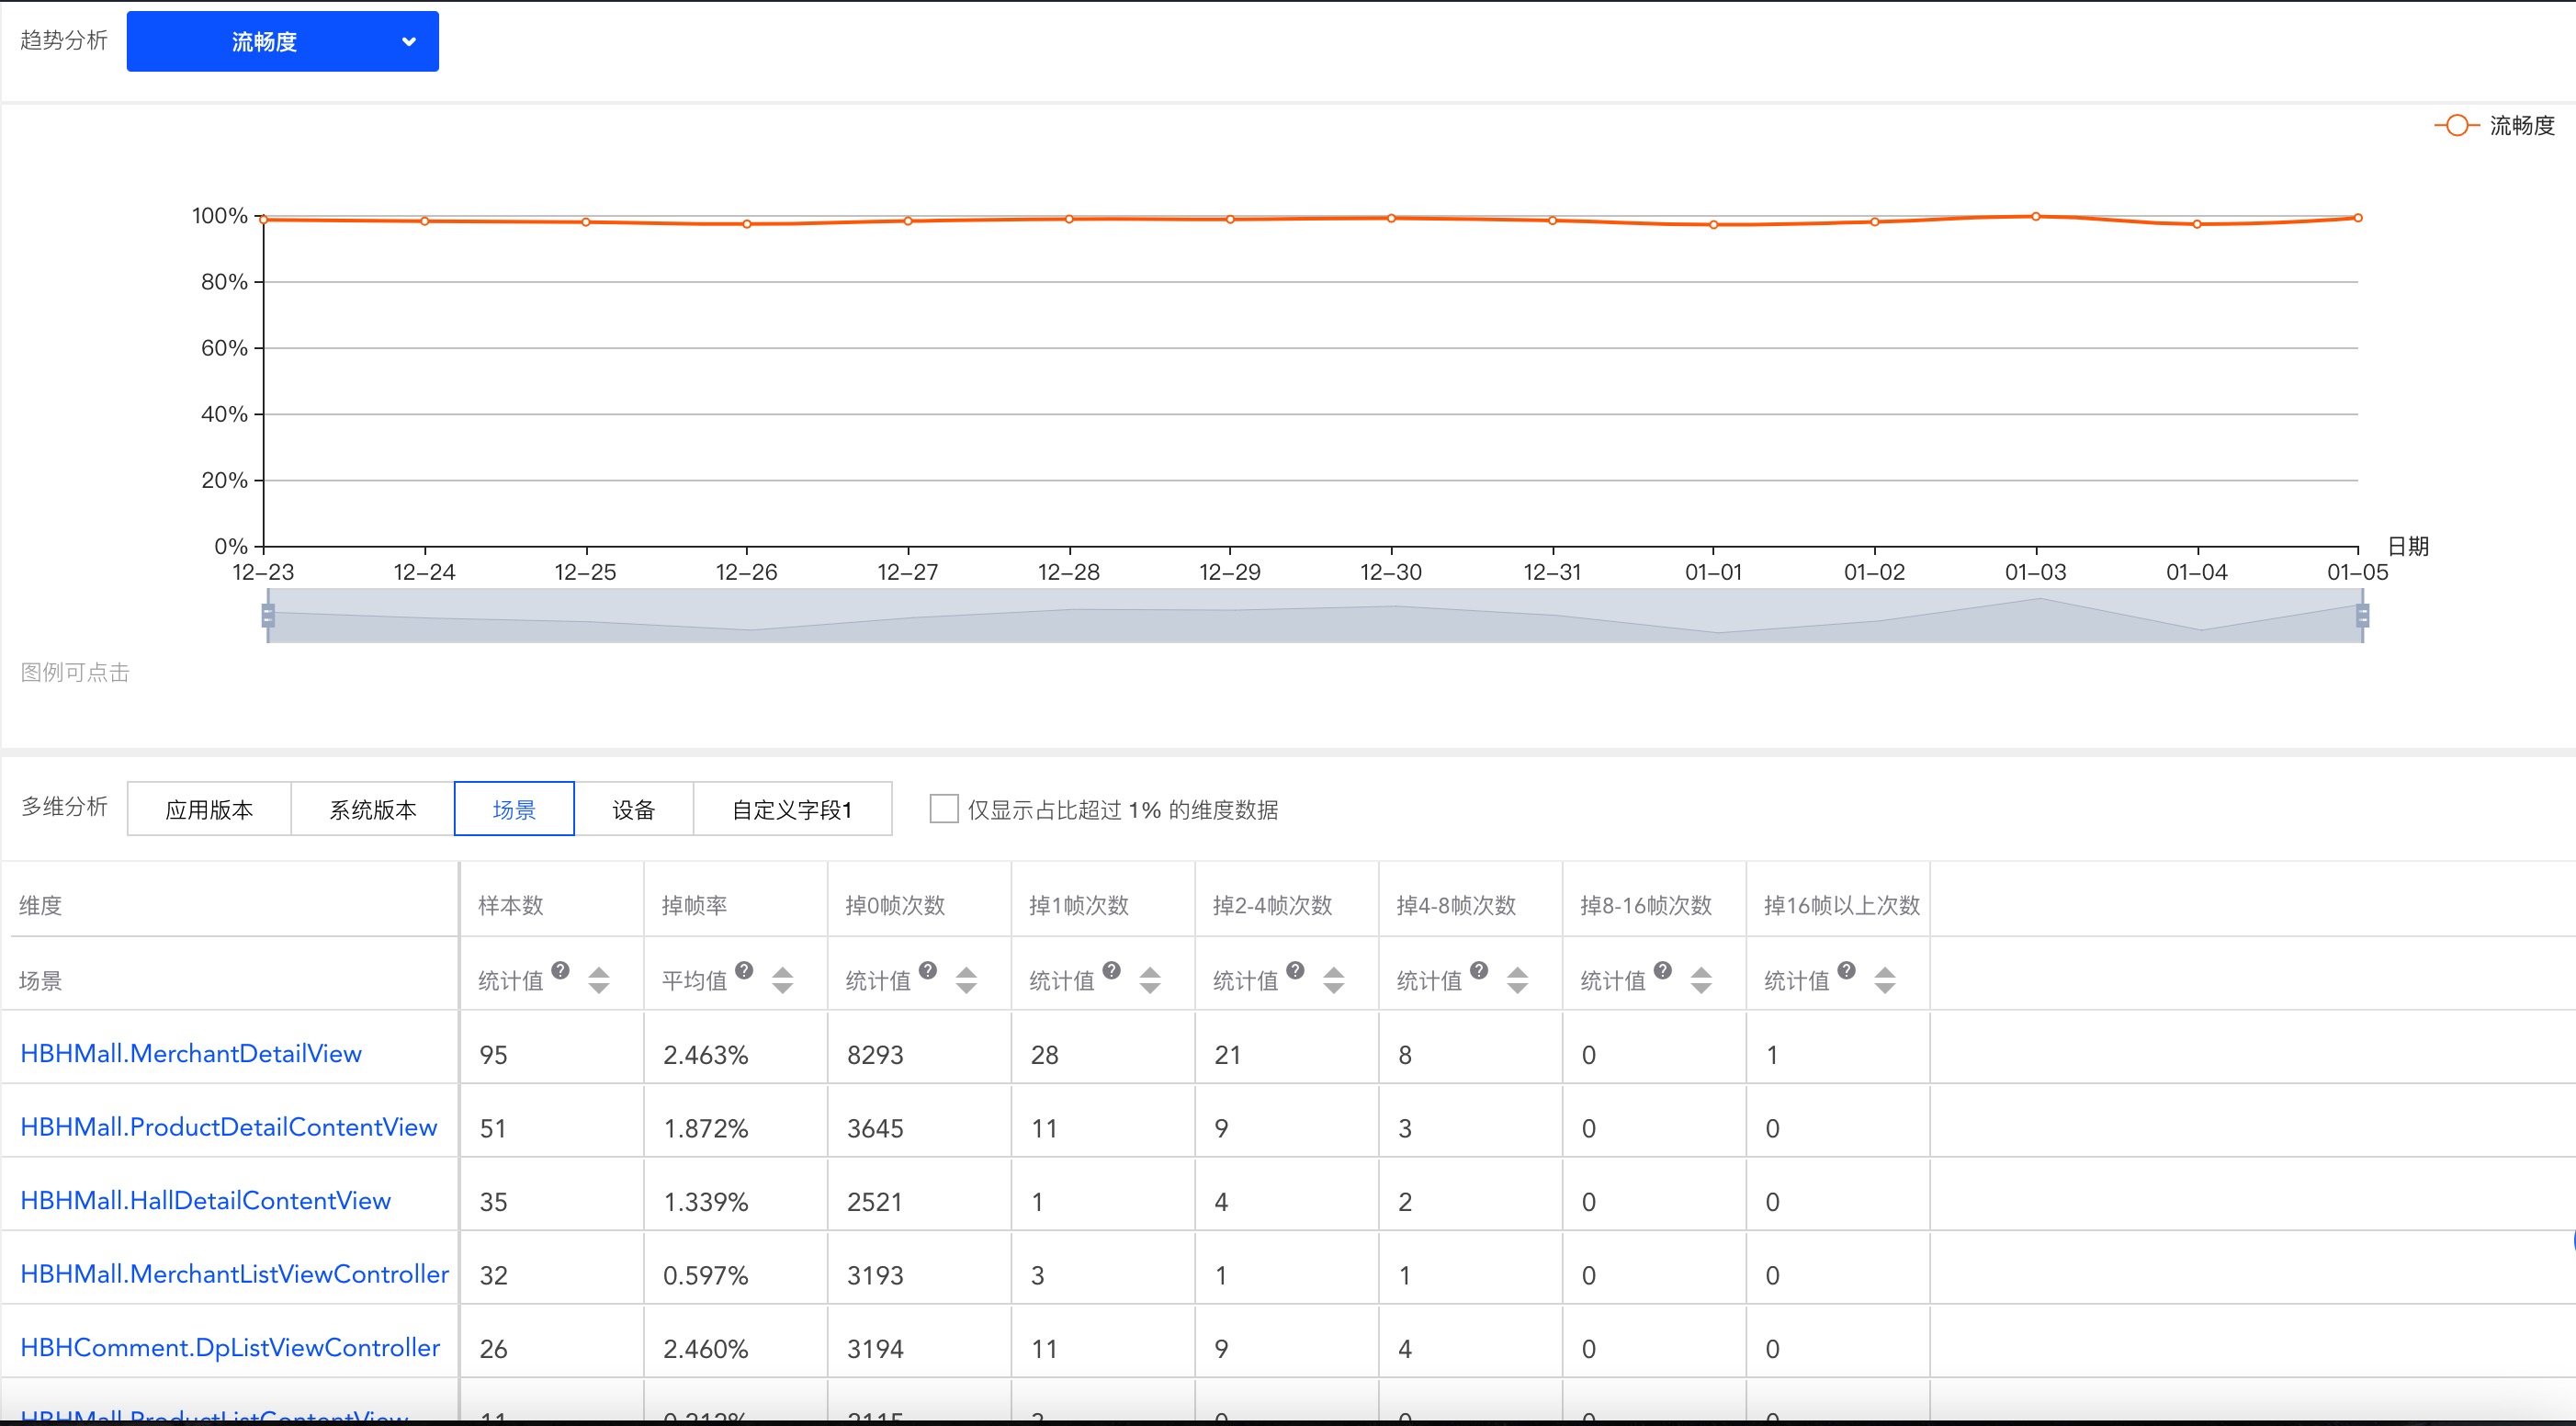 趋势分析 流畅度
流畅度
100%
80%
60%
40%
20%
0%
日期
12-23 12-24 12-25 12-26 12-27 12-28 12-29 12-30 12-31 01-01 01-02 01-03 01-04 01-05
图例可点击
多维分析 应用版本 系统版本 场景 设备 自定义字段1 仅显示占比超过 1% 的维度数据
维度 样本数 掉帧率 掉0帧次数 掉1帧次数 掉2-4帧次数 掉4-8帧次数 掉8-16帧次数 掉16帧以上次数
场景 统计值 ? 平均值 ? 统计值 ? 统计值 ? 统计值 ? 统计值 ? 统计值 ? 统计值 ?
HBHMall.MerchantDetailView 95 2.463% 8293 28 21 8 0 1
HBHMall.ProductDetailContentView 51 1.872% 3645 11 9 3 0 0
HBHMall.HallDetailContentView 35 1.339% 2521 1 4 2 0 0
HBHMall.MerchantListViewController 32 0.597% 3193 3 1 1 0 0
HBHComment.DpListViewController 26 2.460% 3194 11 9 4 0 0
HBHMall.ProductListContentView 11